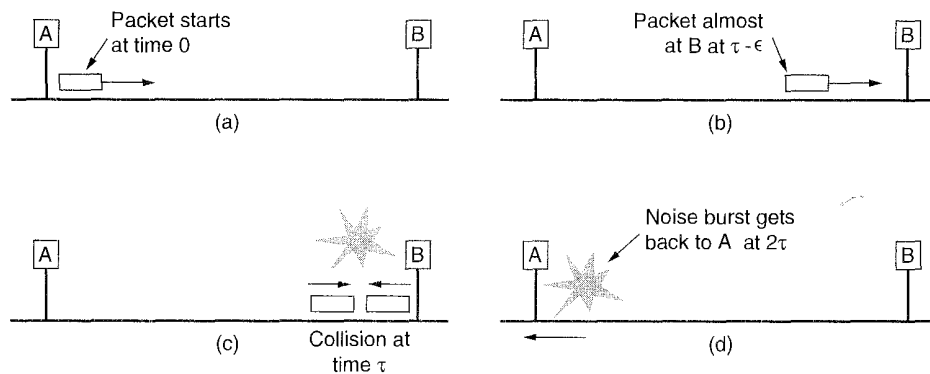 A
Packet starts
at time 0
B
(a)
A
Packet almost
at B at τ-ϵ
B
(b)
A
B
Collision at
time τ
(c)
A
Noise burst gets
back to A at 2τ
B
(d)